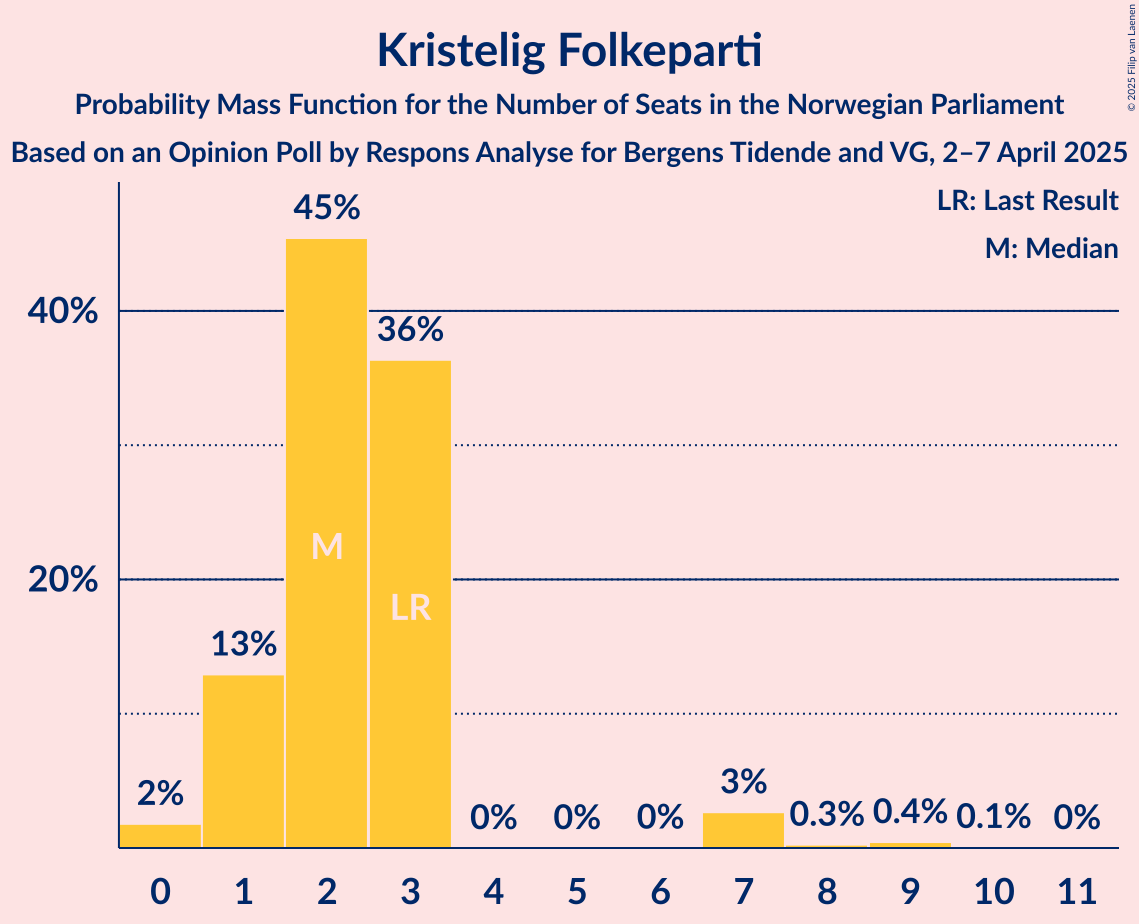 Kristelig Folkeparti
Probability Mass Function for the Number of Seats in the Norwegian Parliament
Based on an Opinion Poll by Respons Analyse for Bergens Tidende and VG, 2–7 April 2025
© 2025 Filip van Laenen
LR: Last Result
M: Median
45%
40%
36%
M
20%
LR
13%
2%
0%
0%
0%
3%
0.3%
0.4%
0.1%
0%
0 1 2 3 4 5 6 7 8 9 10 11